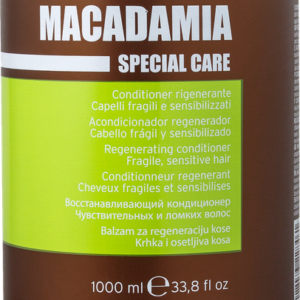 MACADAMIA
SPECIAL CARE
Conditioner rigenerante
Capelli fragili e sensibilizzati
Acondicionador regenerador
Cabello frágil y sensibilizado
Regenerating conditioner
Fragile, sensitive hair
Conditionneur regenerant
Cheveux fragiles et sensibilises
Восстанавливающий кондиционер
Чувствительных и ломких волос
Balzam za regeneraciju kose
Krhka i osetljiva kosa
1000 ml ℮ 33,8 fl oz